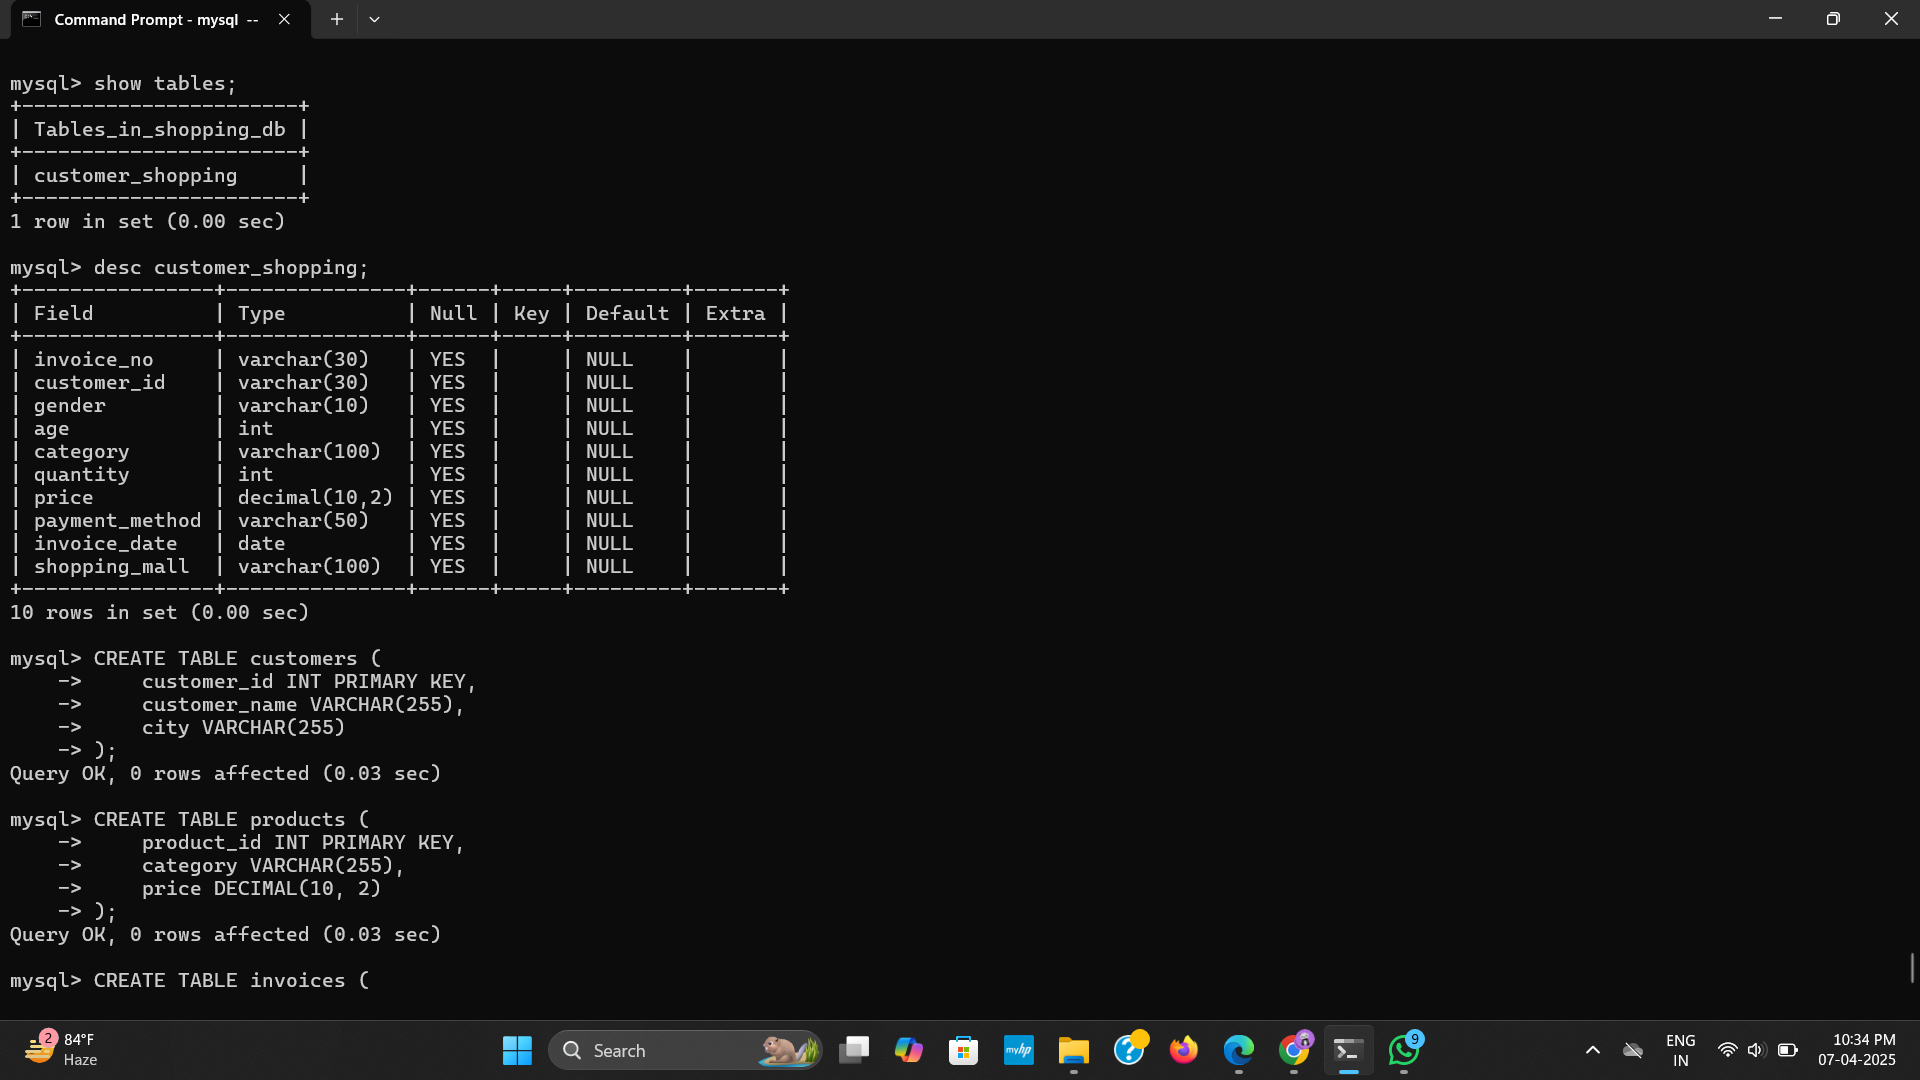 Command Prompt - mysql --
mysql> show tables;
+-----------------------+
| Tables_in_shopping_db |
+-----------------------+
| customer_shopping     |
+-----------------------+
1 row in set (0.00 sec)
mysql> desc customer_shopping;
+----------------+---------------+------+-----+---------+-------+
| Field          | Type          | Null | Key | Default | Extra |
+----------------+---------------+------+-----+---------+-------+
| invoice_no     | varchar(30)   | YES  |     | NULL    |       |
| customer_id    | varchar(30)   | YES  |     | NULL    |       |
| gender         | varchar(10)   | YES  |     | NULL    |       |
| age            | int           | YES  |     | NULL    |       |
| category       | varchar(100)  | YES  |     | NULL    |       |
| quantity       | int           | YES  |     | NULL    |       |
| price          | decimal(10,2) | YES  |     | NULL    |       |
| payment_method | varchar(50)   | YES  |     | NULL    |       |
| invoice_date   | date          | YES  |     | NULL    |       |
| shopping_mall  | varchar(100)  | YES  |     | NULL    |       |
+----------------+---------------+------+-----+---------+-------+
10 rows in set (0.00 sec)
mysql> CREATE TABLE customers (
    ->     customer_id INT PRIMARY KEY,
    ->     customer_name VARCHAR(255),
    ->     city VARCHAR(255)
    -> );
Query OK, 0 rows affected (0.03 sec)
mysql> CREATE TABLE products (
    ->     product_id INT PRIMARY KEY,
    ->     category VARCHAR(255),
    ->     price DECIMAL(10, 2)
    -> );
Query OK, 0 rows affected (0.03 sec)
mysql> CREATE TABLE invoices (
2
84°F
Haze
Search
myhp
?
9
ENG
IN
10:34 PM
07-04-2025